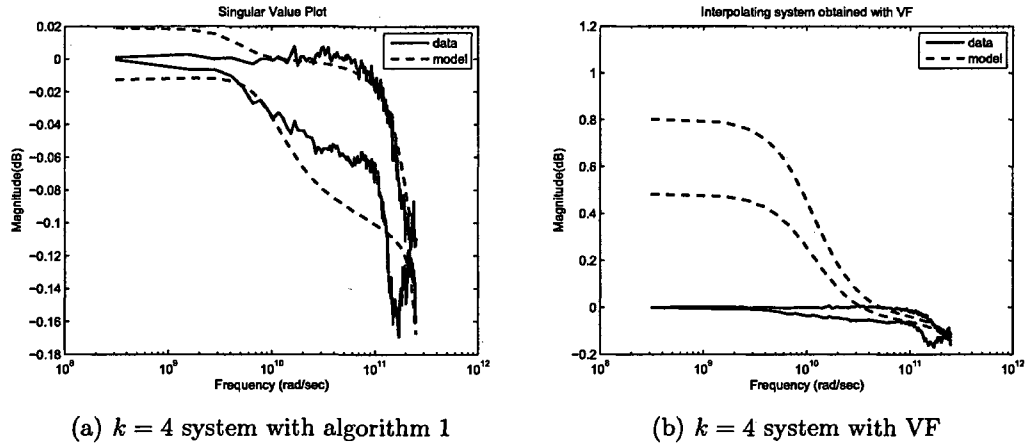 Singular Value Plot
0.02
0
−0.02
−0.04
−0.06
−0.08
−0.1
−0.12
−0.14
−0.16
−0.18
Magnitude(dB)
data
model
10^8
10^9
10^10
10^11
10^12
Frequency (rad/sec)
(a) k = 4 system with algorithm 1
Interpolating system obtained with VF
1.2
1
0.8
0.6
0.4
0.2
0
−0.2
Magnitude(dB)
data
model
10^8
10^9
10^10
10^11
10^12
Frequency (rad/sec)
(b) k = 4 system with VF